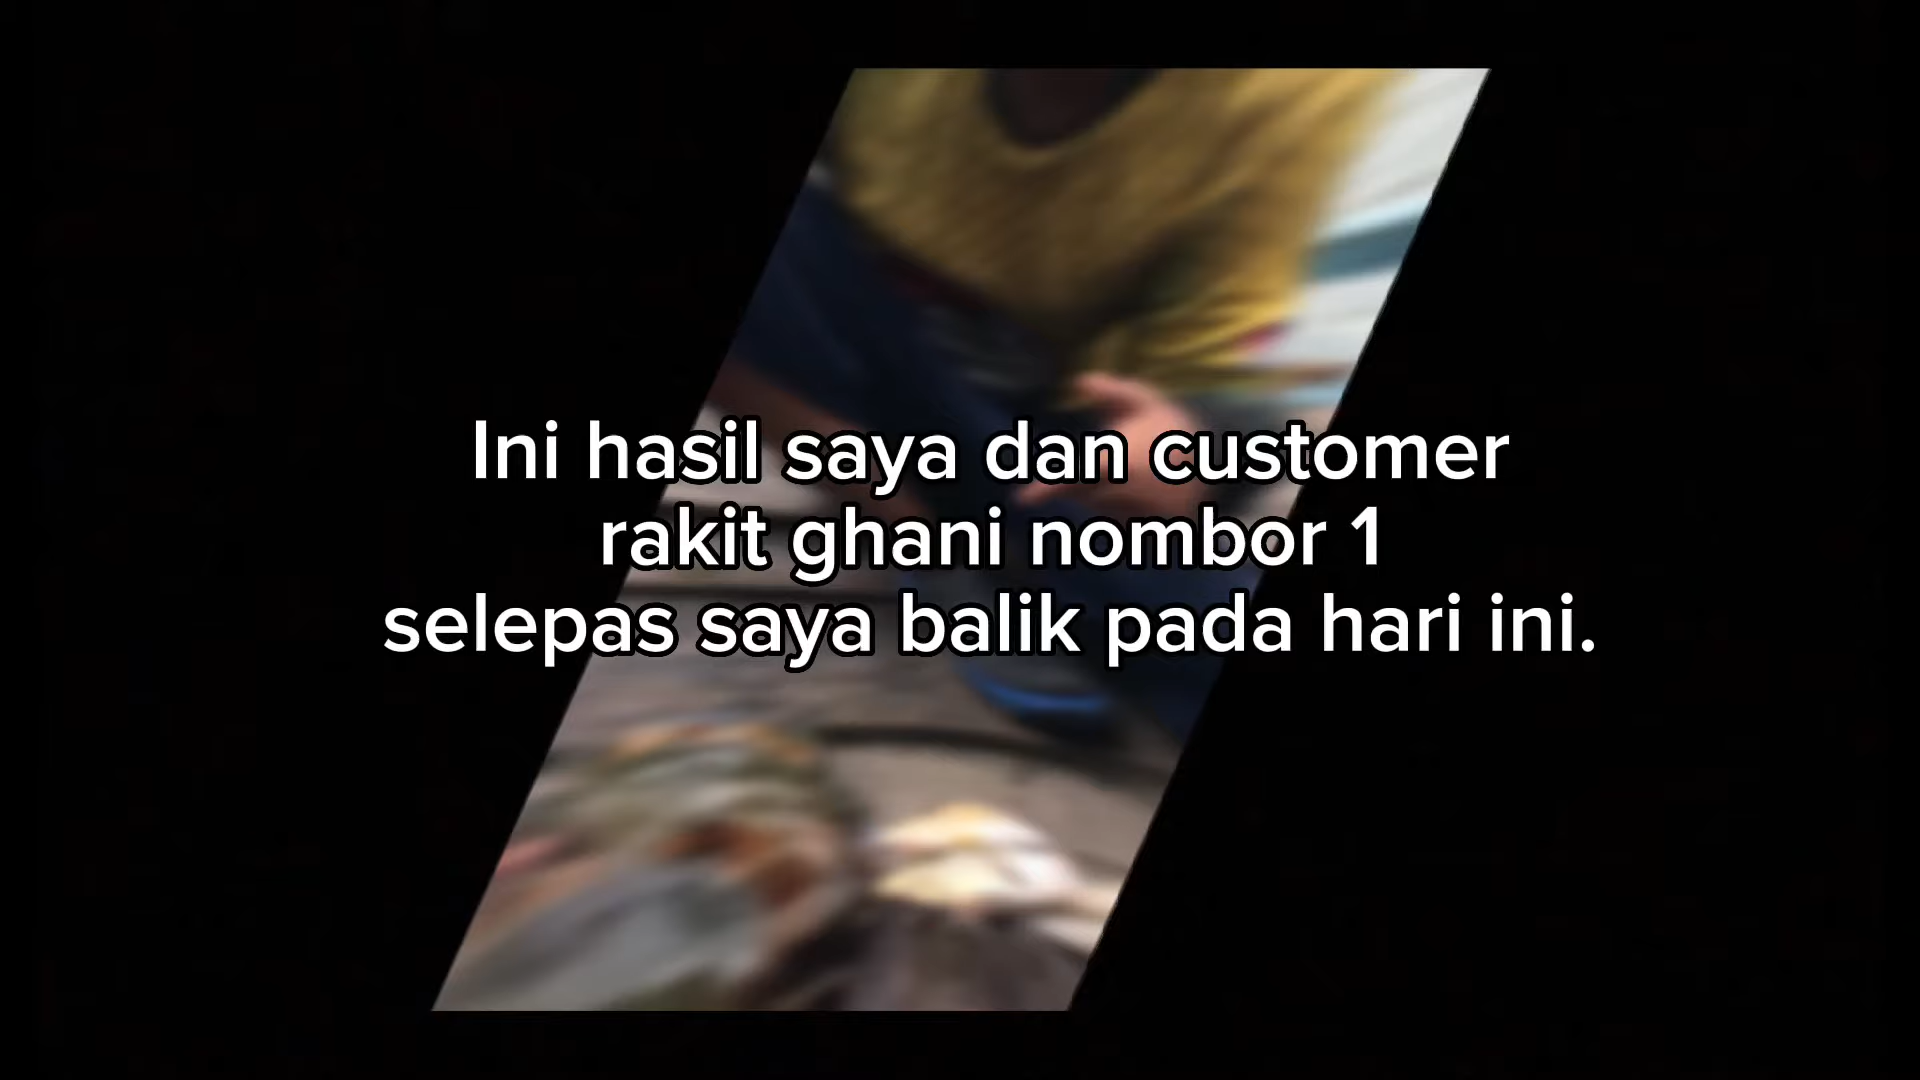 Ini hasil saya dan customer
rakit ghani nombor 1
selepas saya balik pada hari ini.